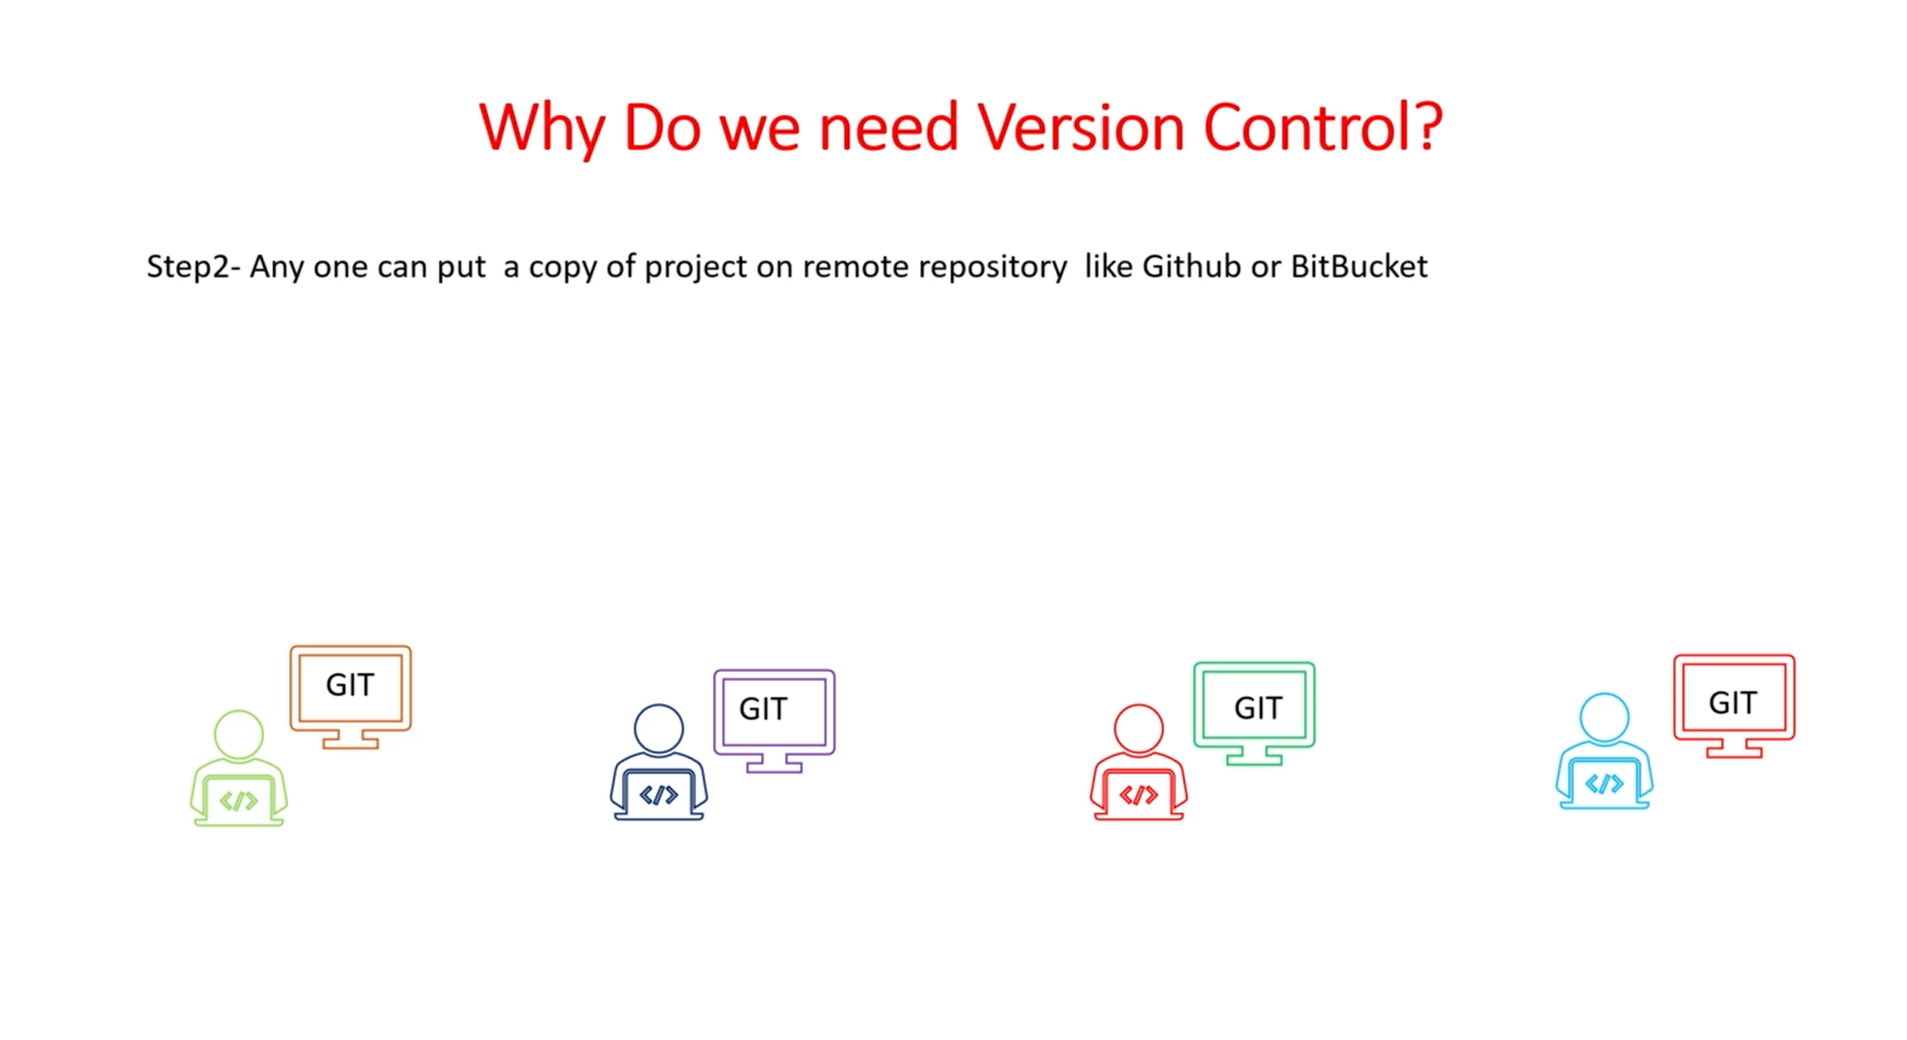 Why Do we need Version Control?
Step2- Any one can put  a copy of project on remote repository  like Github or BitBucket
GIT
GIT
GIT
GIT
</>
</>
</>
</>